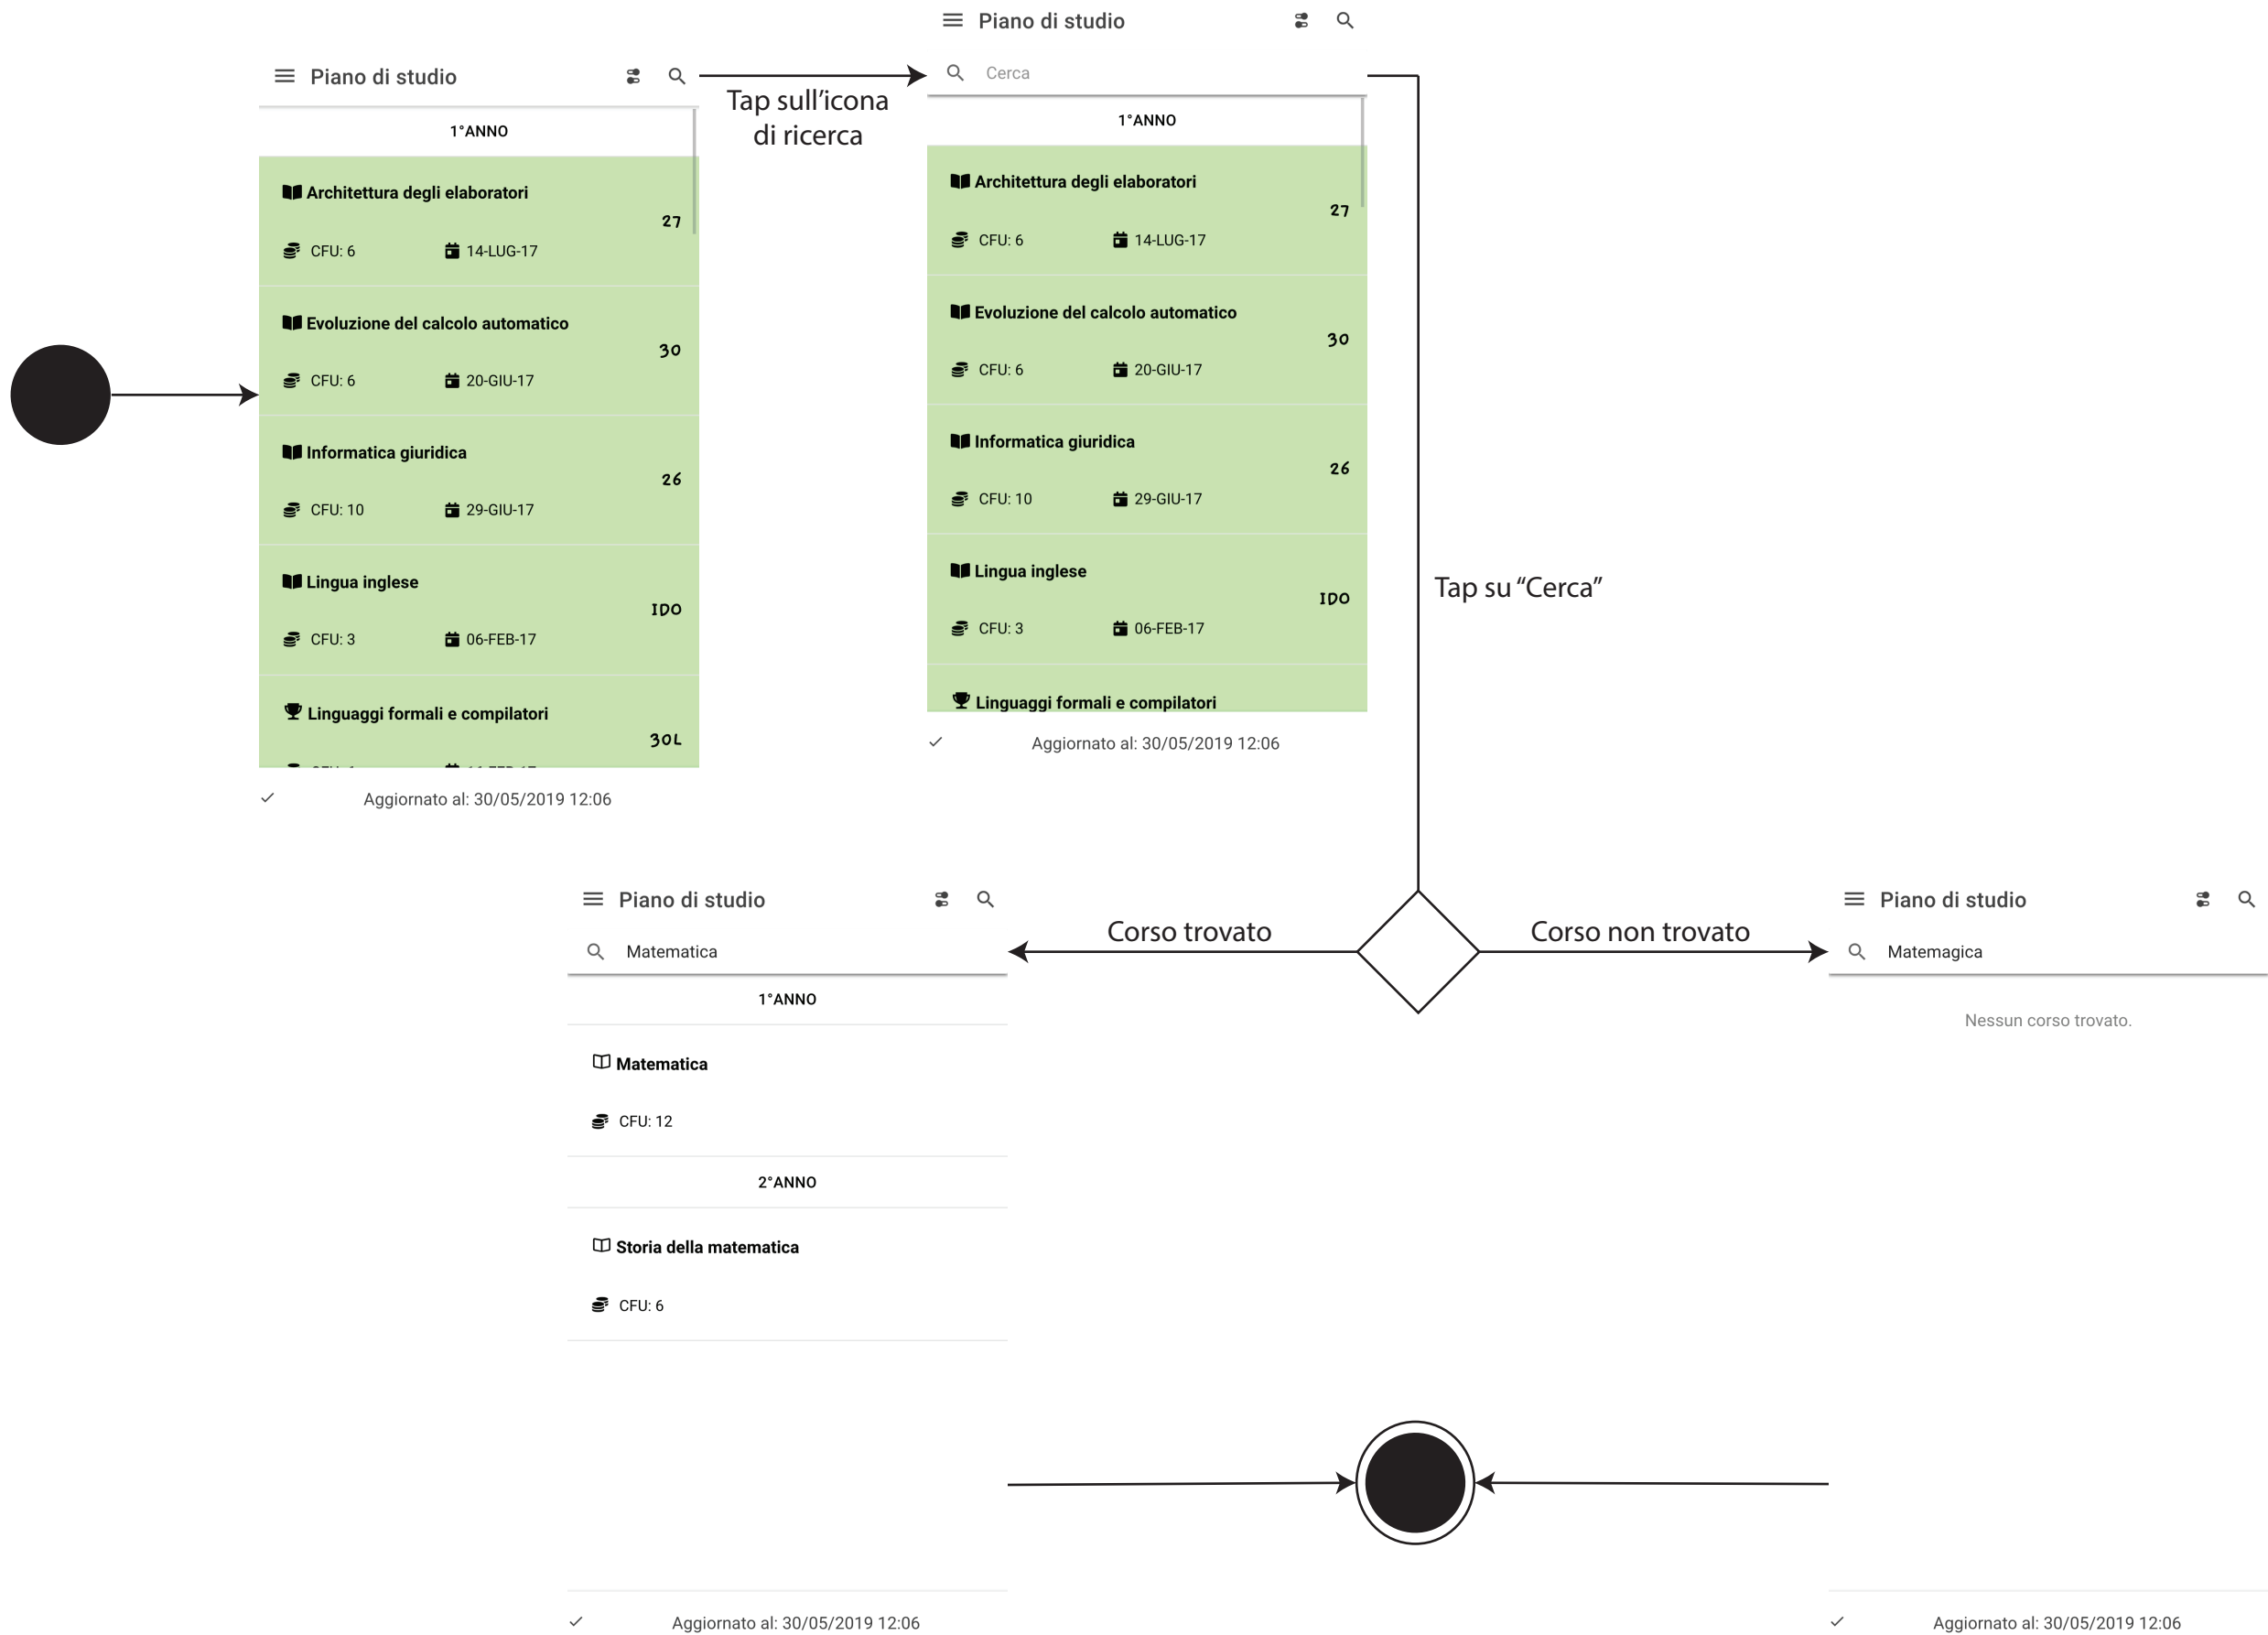 Piano di studio
1°ANNO
Architettura degli elaboratori
27
CFU: 6 14-LUG-17
Evoluzione del calcolo automatico
30
CFU: 6 20-GIU-17
Informatica giuridica
26
CFU: 10 29-GIU-17
Lingua inglese
IDO
CFU: 3 06-FEB-17
Linguaggi formali e compilatori
30L
Aggiornato al: 30/05/2019 12:06
Tap sull’icona
di ricerca
Piano di studio
Cerca
1°ANNO
Architettura degli elaboratori
27
CFU: 6 14-LUG-17
Evoluzione del calcolo automatico
30
CFU: 6 20-GIU-17
Informatica giuridica
26
CFU: 10 29-GIU-17
Lingua inglese
IDO
CFU: 3 06-FEB-17
Linguaggi formali e compilatori
Aggiornato al: 30/05/2019 12:06
Tap su “Cerca”
Corso trovato
Corso non trovato
Piano di studio
Matematica
1°ANNO
Matematica
CFU: 12
2°ANNO
Storia della matematica
CFU: 6
Aggiornato al: 30/05/2019 12:06
Piano di studio
Matemagica
Nessun corso trovato.
Aggiornato al: 30/05/2019 12:06